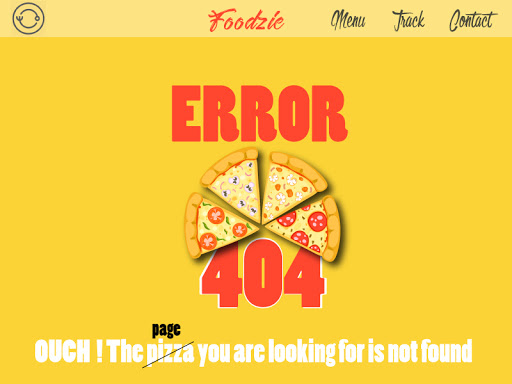 Foodzie Menu Track Contact
ERROR
404
page
OUCH ! The pizza you are looking for is not found